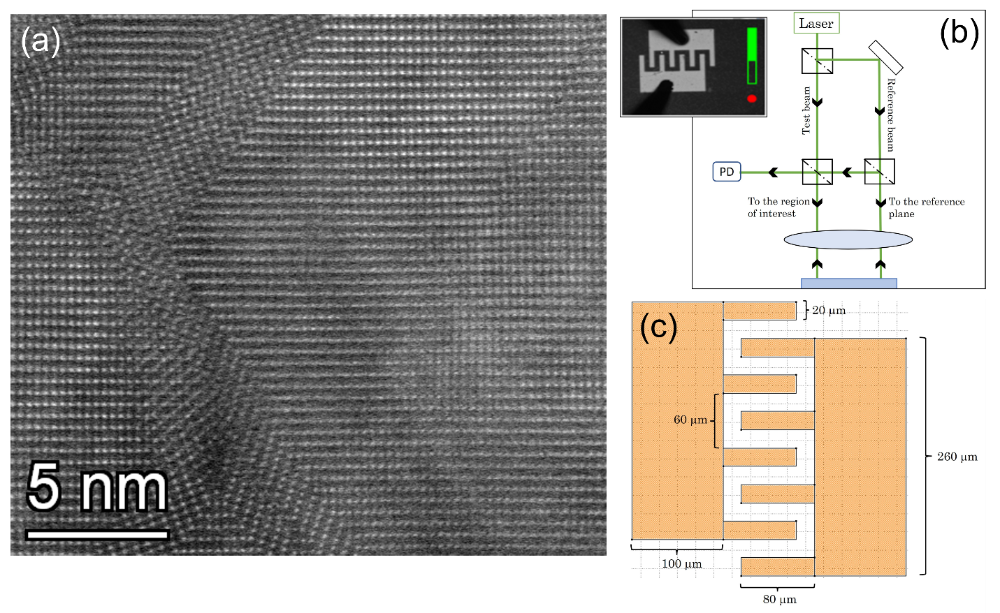 (a)
5 nm
(b)
Laser
Test beam
Reference beam
PD
To the region
of interest
To the reference
plane
(c)
20 μm
60 μm
260 μm
100 μm
80 μm